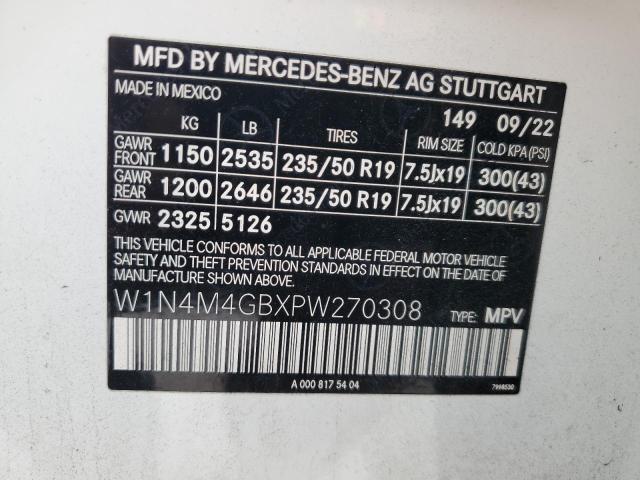 MFD BY MERCEDES-BENZ AG STUTTGART
MADE IN MEXICO 149 09/22
KG LB TIRES RIM SIZE COLD KPA(PSI)
GAWR FRONT 1150 2535 235/50 R19 7.5Jx19 300(43)
GAWR REAR 1200 2646 235/50 R19 7.5Jx19 300(43)
GVWR 2325 5126
THIS VEHICLE CONFORMS TO ALL APPLICABLE FEDERAL MOTOR VEHICLE
SAFETY AND THEFT PREVENTION STANDARDS IN EFFECT ON THE DATE OF
MANUFACTURE SHOWN ABOVE.
W1N4M4GBXPW270308 TYPE: MPV
A 000 817 54 04 7998530